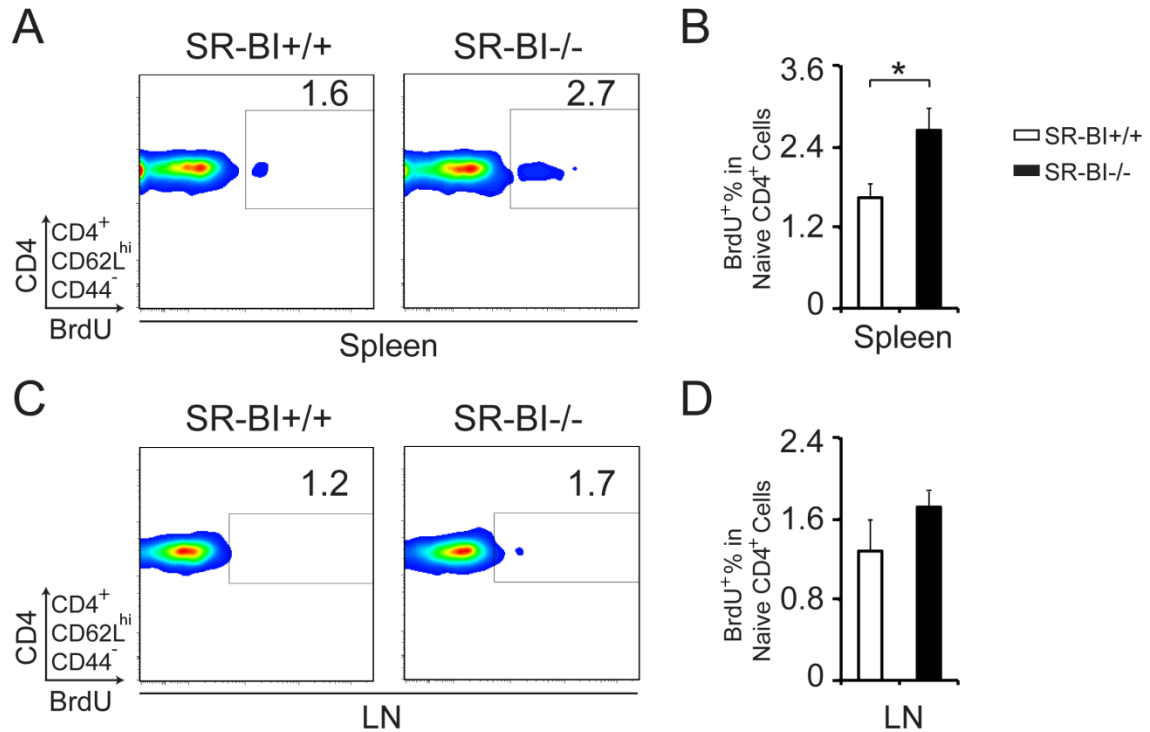 A
SR-BI+/+
SR-BI-/-
1.6
2.7
CD4
CD4⁺
CD62Lʰⁱ
CD44⁻
BrdU
Spleen
B
3.6
2.4
1.2
0
*
BrdU⁺% in
Naive CD4⁺ Cells
Spleen
SR-BI+/+
SR-BI-/-
C
SR-BI+/+
SR-BI-/-
1.2
1.7
CD4
CD4⁺
CD62Lʰⁱ
CD44⁻
BrdU
LN
D
2.4
1.6
0.8
0
BrdU⁺% in
Naive CD4⁺ Cells
LN